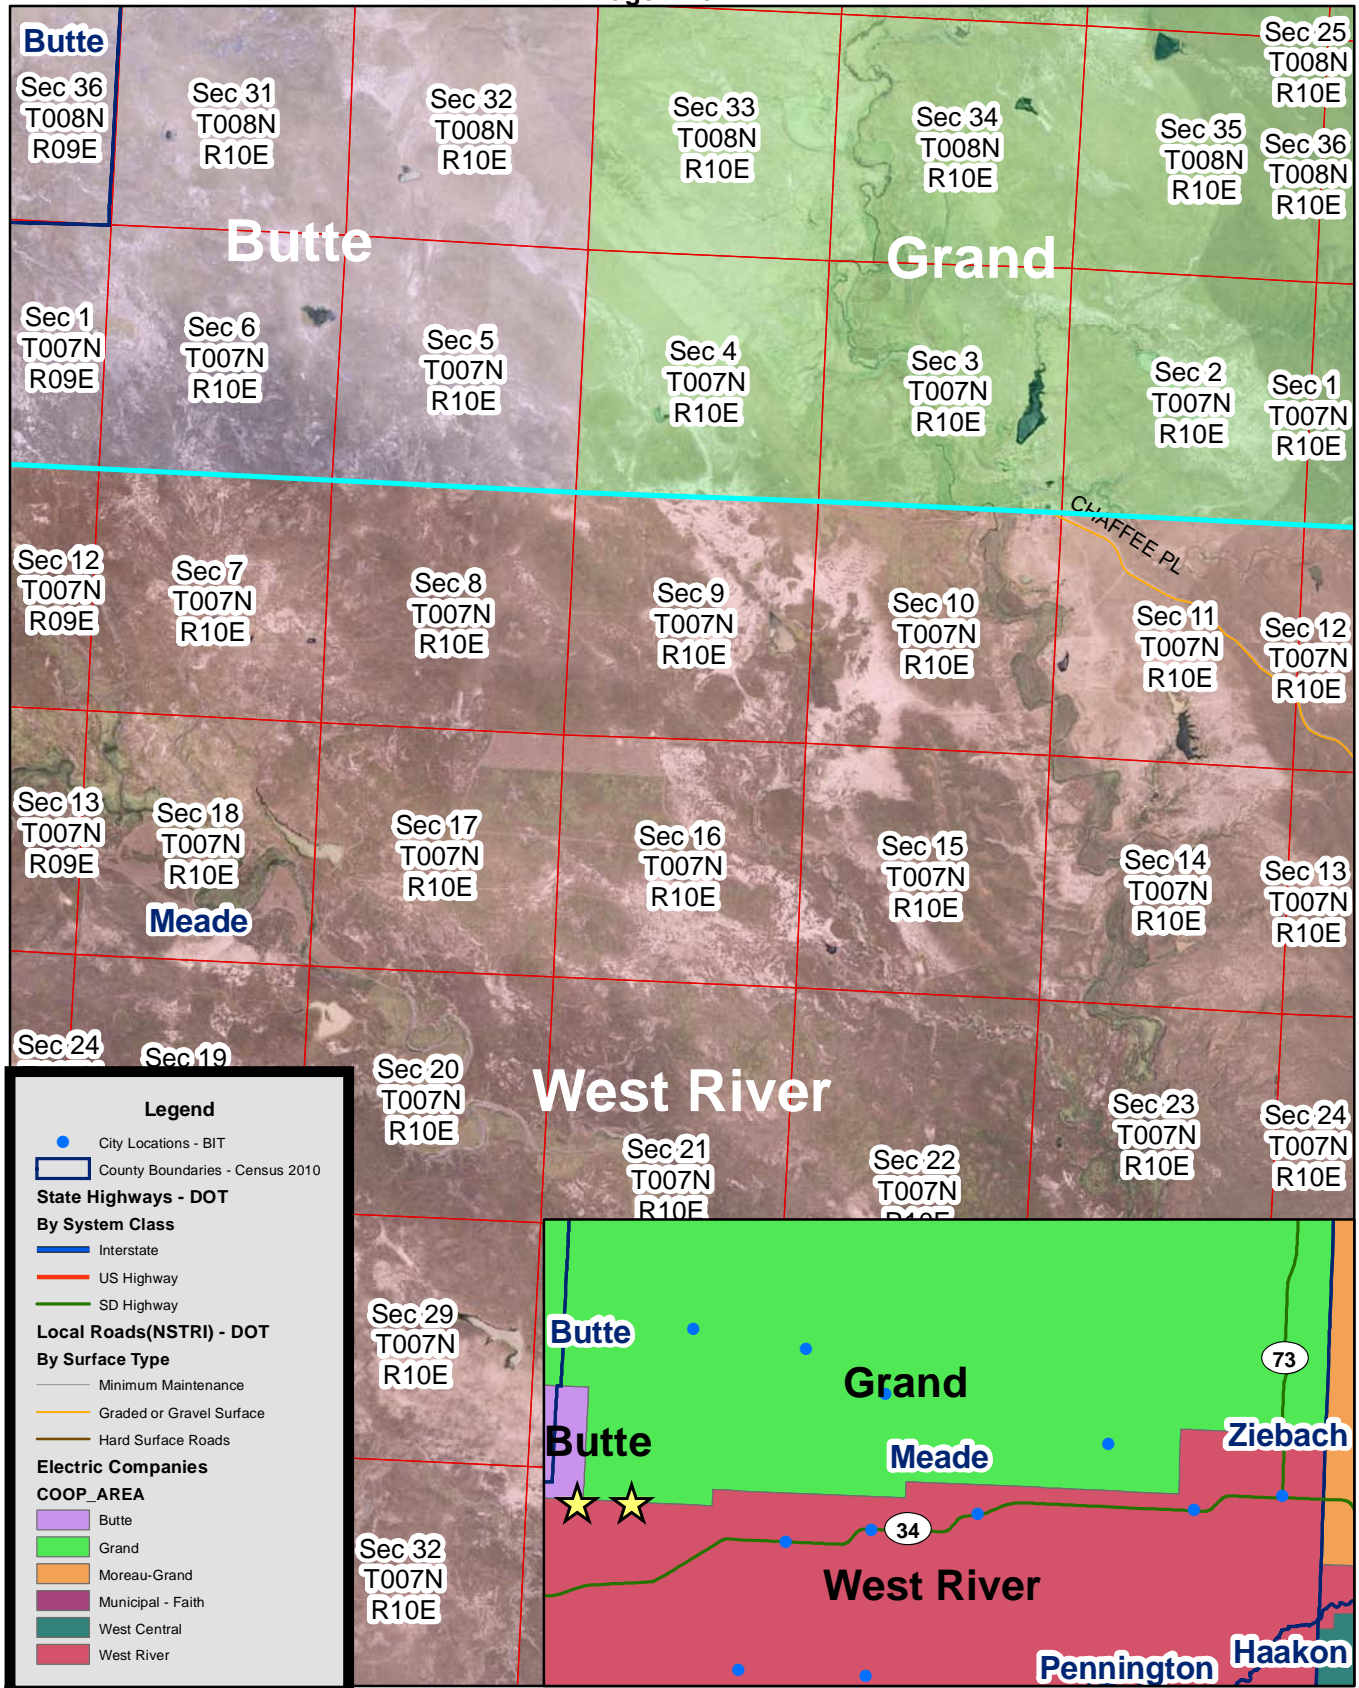 Butte
Sec 36
T008N
R09E
Sec 31
T008N
R10E
Sec 32
T008N
R10E
Sec 33
T008N
R10E
Sec 34
T008N
R10E
Sec 35
T008N
R10E
Sec 25
T008N
R10E
Sec 36
T008N
R10E
Butte
Grand
Sec 1
T007N
R09E
Sec 6
T007N
R10E
Sec 5
T007N
R10E
Sec 4
T007N
R10E
Sec 3
T007N
R10E
Sec 2
T007N
R10E
Sec 1
T007N
R10E
CHAFFEE PL
Sec 12
T007N
R09E
Sec 7
T007N
R10E
Sec 8
T007N
R10E
Sec 9
T007N
R10E
Sec 10
T007N
R10E
Sec 11
T007N
R10E
Sec 12
T007N
R10E
Sec 13
T007N
R09E
Sec 18
T007N
R10E
Sec 17
T007N
R10E
Sec 16
T007N
R10E
Sec 15
T007N
R10E
Sec 14
T007N
R10E
Sec 13
T007N
R10E
Meade
Sec 24
Sec 19
Sec 20
T007N
R10E
West River
Sec 21
T007N
R10E
Sec 22
T007N
R10E
Sec 23
T007N
R10E
Sec 24
T007N
R10E
Sec 29
T007N
R10E
Sec 32
T007N
R10E
Legend
City Locations - BIT
County Boundaries - Census 2010
State Highways - DOT
By System Class
Interstate
US Highway
SD Highway
Local Roads(NSTRI) - DOT
By Surface Type
Minimum Maintenance
Graded or Gravel Surface
Hard Surface Roads
Electric Companies
COOP_AREA
Butte
Grand
Moreau-Grand
Municipal - Faith
West Central
West River
Butte
Grand
73
Butte
Meade
Ziebach
34
West River
Pennington
Haakon